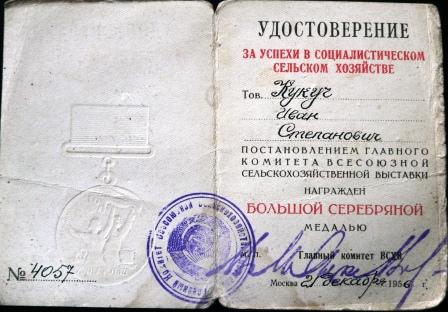 № 4057
УДОСТОВЕРЕНИЕ
ЗА УСПЕХИ В СОЦИАЛИСТИЧЕСКОМ
СЕЛЬСКОМ ХОЗЯЙСТВЕ
Тов. Кукуч
Иван
Степанович
ПОСТАНОВЛЕНИЕМ ГЛАВНОГО
КОМИТЕТА ВСЕСОЮЗНОЙ
СЕЛЬСКОХОЗЯЙСТВЕННОЙ ВЫСТАВКИ
НАГРАЖДЕН
БОЛЬШОЙ СЕРЕБРЯНОЙ
МЕДАЛЬЮ
Главный комитет ВСХВ
Москва 21 декабря 1956 г.